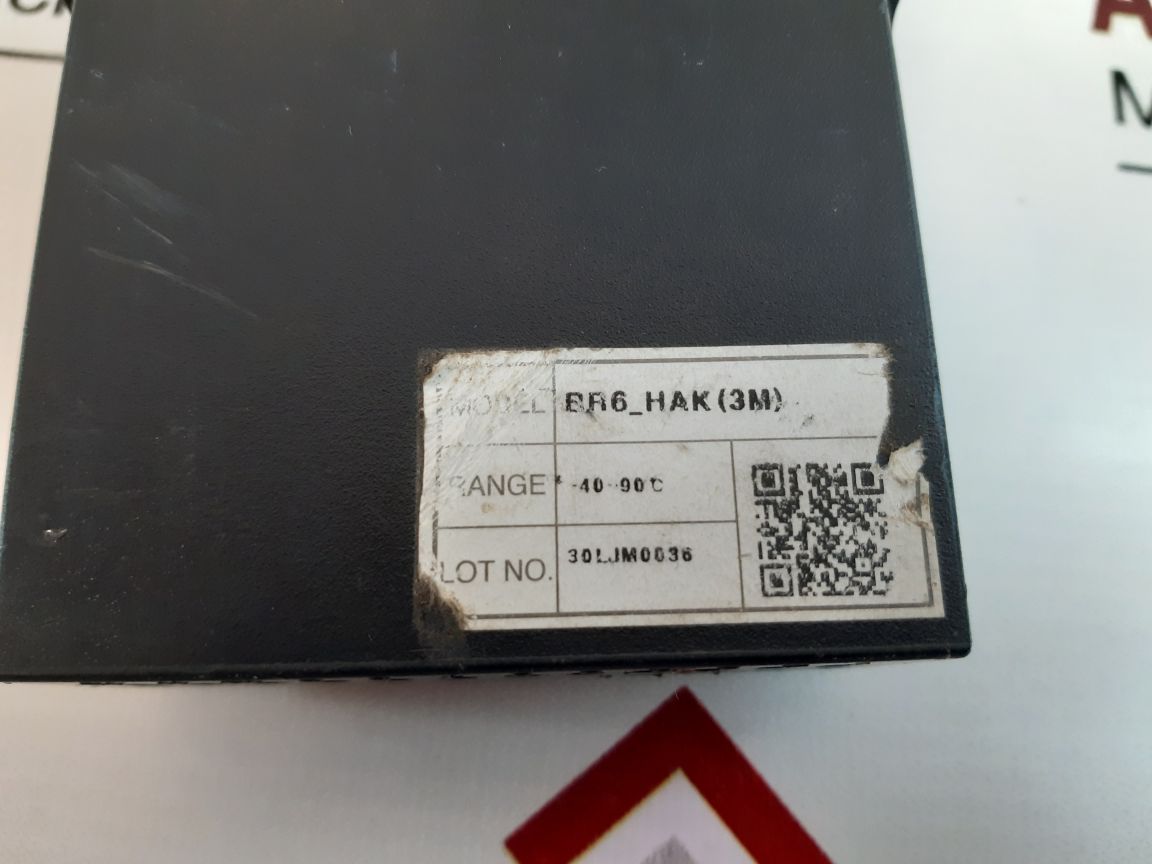 MODEL BR6_HAK(3M)
RANGE -40~90℃
LOT NO. 30LJM0036